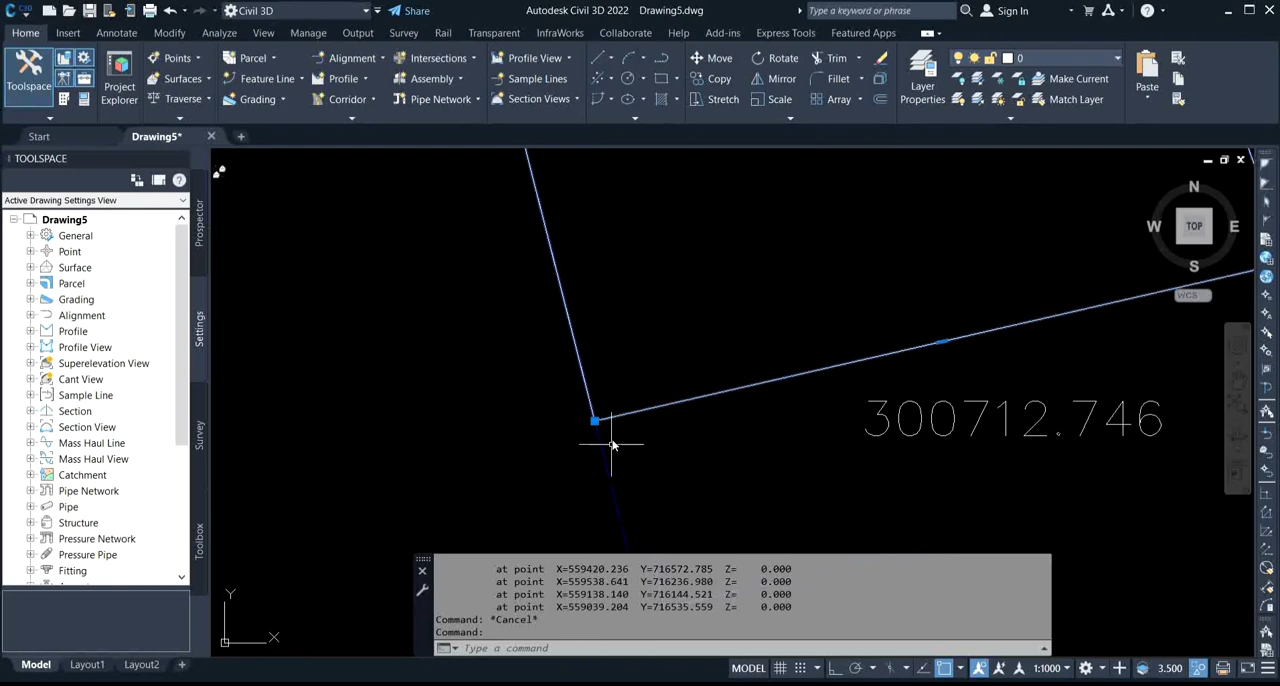 C3D
Civil 3D
Share
Autodesk Civil 3D 2022 Drawing5.dwg
Type a keyword or phrase
Sign In
Home Insert Annotate Modify Analyze View Manage Output Survey Rail Transparent InfraWorks Collaborate Help Add-ins Express Tools Featured Apps
Toolspace
Project Explorer
Points
Surfaces
Traverse
Parcel
Feature Line
Grading
Alignment
Profile
Corridor
Intersections
Assembly
Pipe Network
Profile View
Sample Lines
Section Views
Move
Copy
Stretch
Rotate
Mirror
Scale
Trim
Fillet
Array
Layer Properties
0
Make Current
Match Layer
Paste
Start
Drawing5*
TOOLSPACE
Active Drawing Settings View
Drawing5
General
Point
Surface
Parcel
Grading
Alignment
Profile
Profile View
Superelevation View
Cant View
Sample Line
Section
Section View
Mass Haul Line
Mass Haul View
Catchment
Pipe Network
Pipe
Structure
Pressure Network
Pressure Pipe
Fitting
Prospector
Settings
Survey
Toolbox
N
W
TOP
E
S
WCS
300712.746
at point X=559420.236 Y=716572.785 Z= 0.000
at point X=559538.641 Y=716236.980 Z= 0.000
at point X=559138.140 Y=716144.521 Z= 0.000
at point X=559039.204 Y=716535.559 Z= 0.000
Command: *Cancel*
Command:
Type a command
Y
X
Model Layout1 Layout2
MODEL
1:1000
3.500